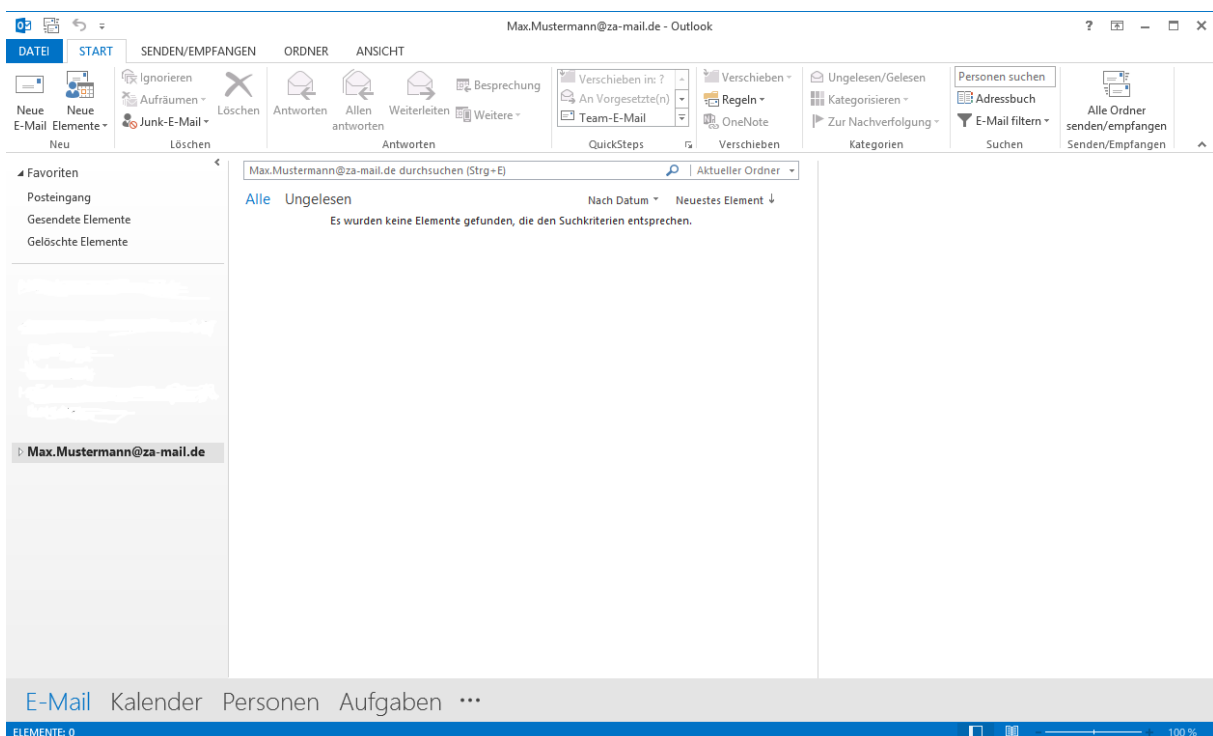 Max.Mustermann@za-mail.de - Outlook
DATEI START SENDEN/EMPFANGEN ORDNER ANSICHT
Neue E-Mail
Neue Elemente
Neu
Ignorieren
Aufräumen
Junk-E-Mail
Löschen
Löschen
Antworten
Allen antworten
Weiterleiten
Besprechung
Weitere
Antworten
Verschieben in: ?
An Vorgesetzte(n)
Team-E-Mail
QuickSteps
Verschieben
Regeln
OneNote
Verschieben
Ungelesen/Gelesen
Kategorisieren
Zur Nachverfolgung
Kategorien
Personen suchen
Adressbuch
E-Mail filtern
Suchen
Alle Ordner
senden/empfangen
Senden/Empfangen
Favoriten
Posteingang
Gesendete Elemente
Gelöschte Elemente
Max.Mustermann@za-mail.de
Max.Mustermann@za-mail.de durchsuchen (Strg+E) Aktueller Ordner
Alle Ungelesen Nach Datum Neuestes Element
Es wurden keine Elemente gefunden, die den Suchkriterien entsprechen.
E-Mail Kalender Personen Aufgaben
ELEMENTE: 0 100 %